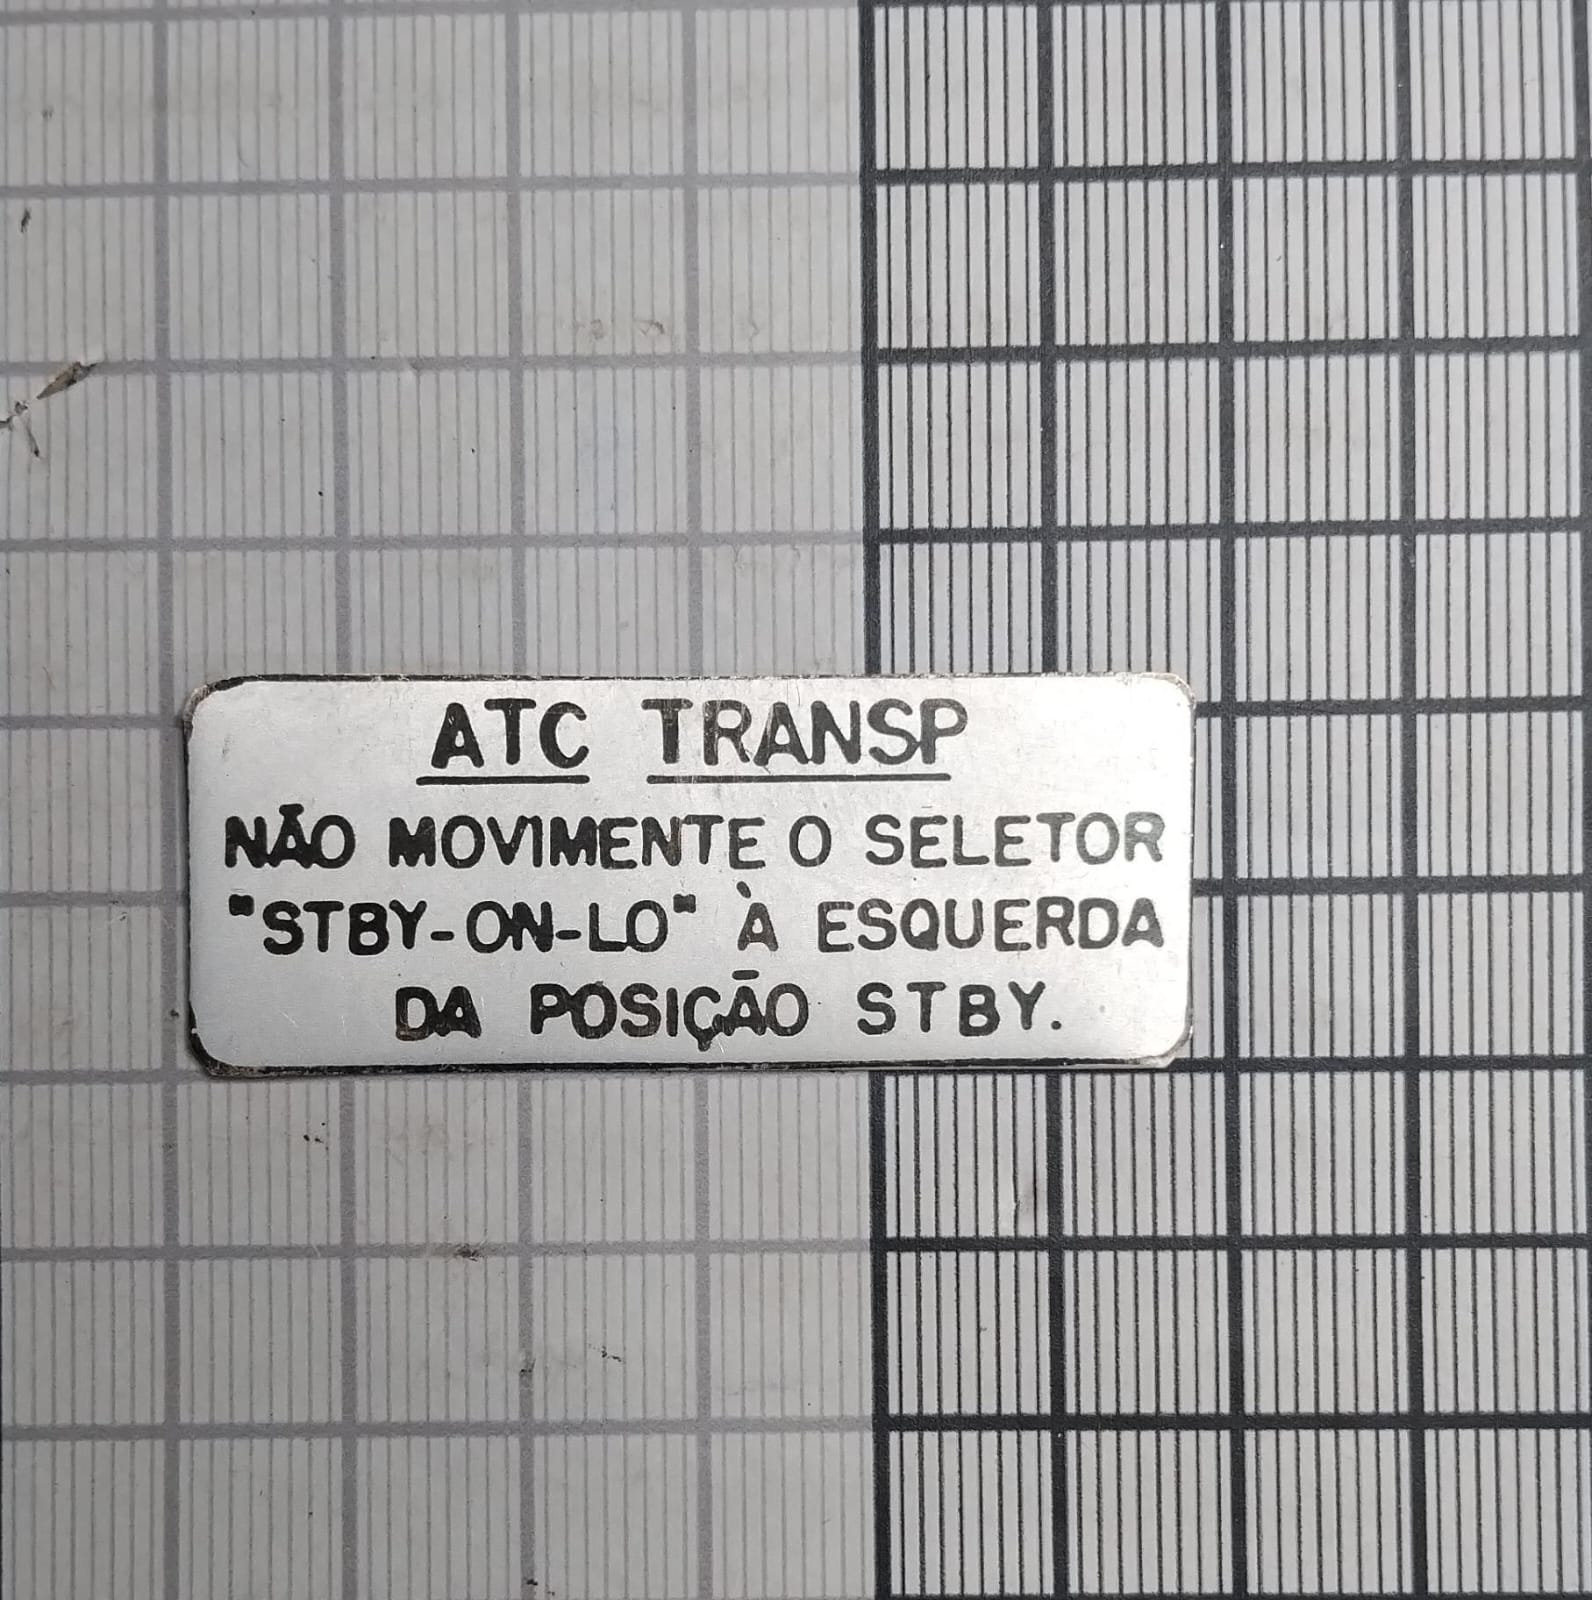 ATC TRANSP
NÃO MOVIMENTE O SELETOR
"STBY-ON-LO" À ESQUERDA
DA POSIÇÃO STBY.